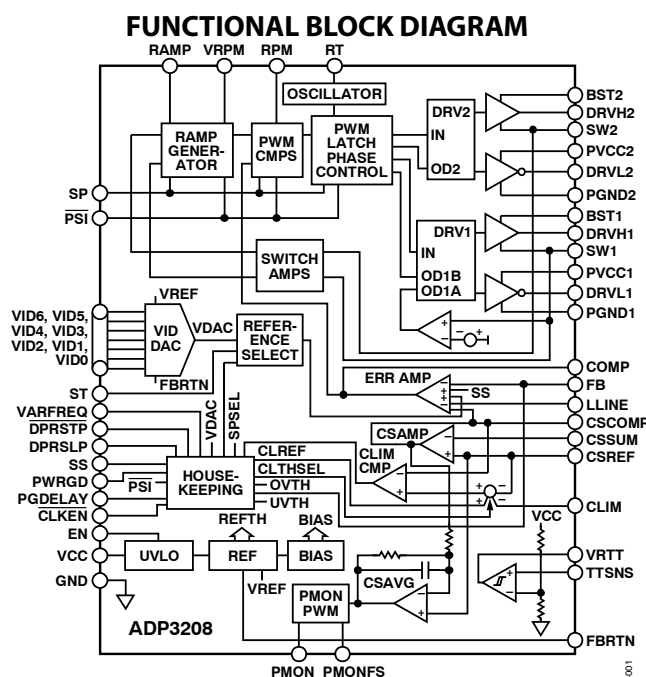 FUNCTIONAL BLOCK DIAGRAM
RAMP VRPM RPM RT
OSCILLATOR
RAMP
GENER-
ATOR
PWM
CMPS
PWM
LATCH
PHASE
CONTROL
DRV2
IN
OD2
BST2
DRVH2
SW2
PVCC2
DRVL2
PGND2
SP
PSI
SWITCH
AMPS
DRV1
IN
OD1B
OD1A
BST1
DRVH1
SW1
PVCC1
DRVL1
PGND1
+
–
–
+
VID6, VID5,
VID4, VID3,
VID2, VID1,
VID0
VREF
VID
DAC
VDAC
FBRTN
REFER-
ENCE
SELECT
ERR AMP
–
+
+
+
–
SS
COMP
FB
LLINE
CSCOMP
CSSUM
CSREF
ST
VARFREQ
DPRSTP
DPRSLP
SS
PWRGD
PGDELAY
CLKEN
EN
VCC
GND
VDAC
SPSEL
PSI
HOUSE-
KEEPING
CLREF
CLTHSEL
OVTH
UVTH
CLIM
CMP
–
+
CSAMP
–
+
+ –
+ –
CLIM
UVLO
REFTH
REF
VREF
BIAS
BIAS
PMON
PWM
CSAVG
–
+
VCC
+
–
VRTT
TTSNS
FBRTN
ADP3208
PMON PMONFS
001